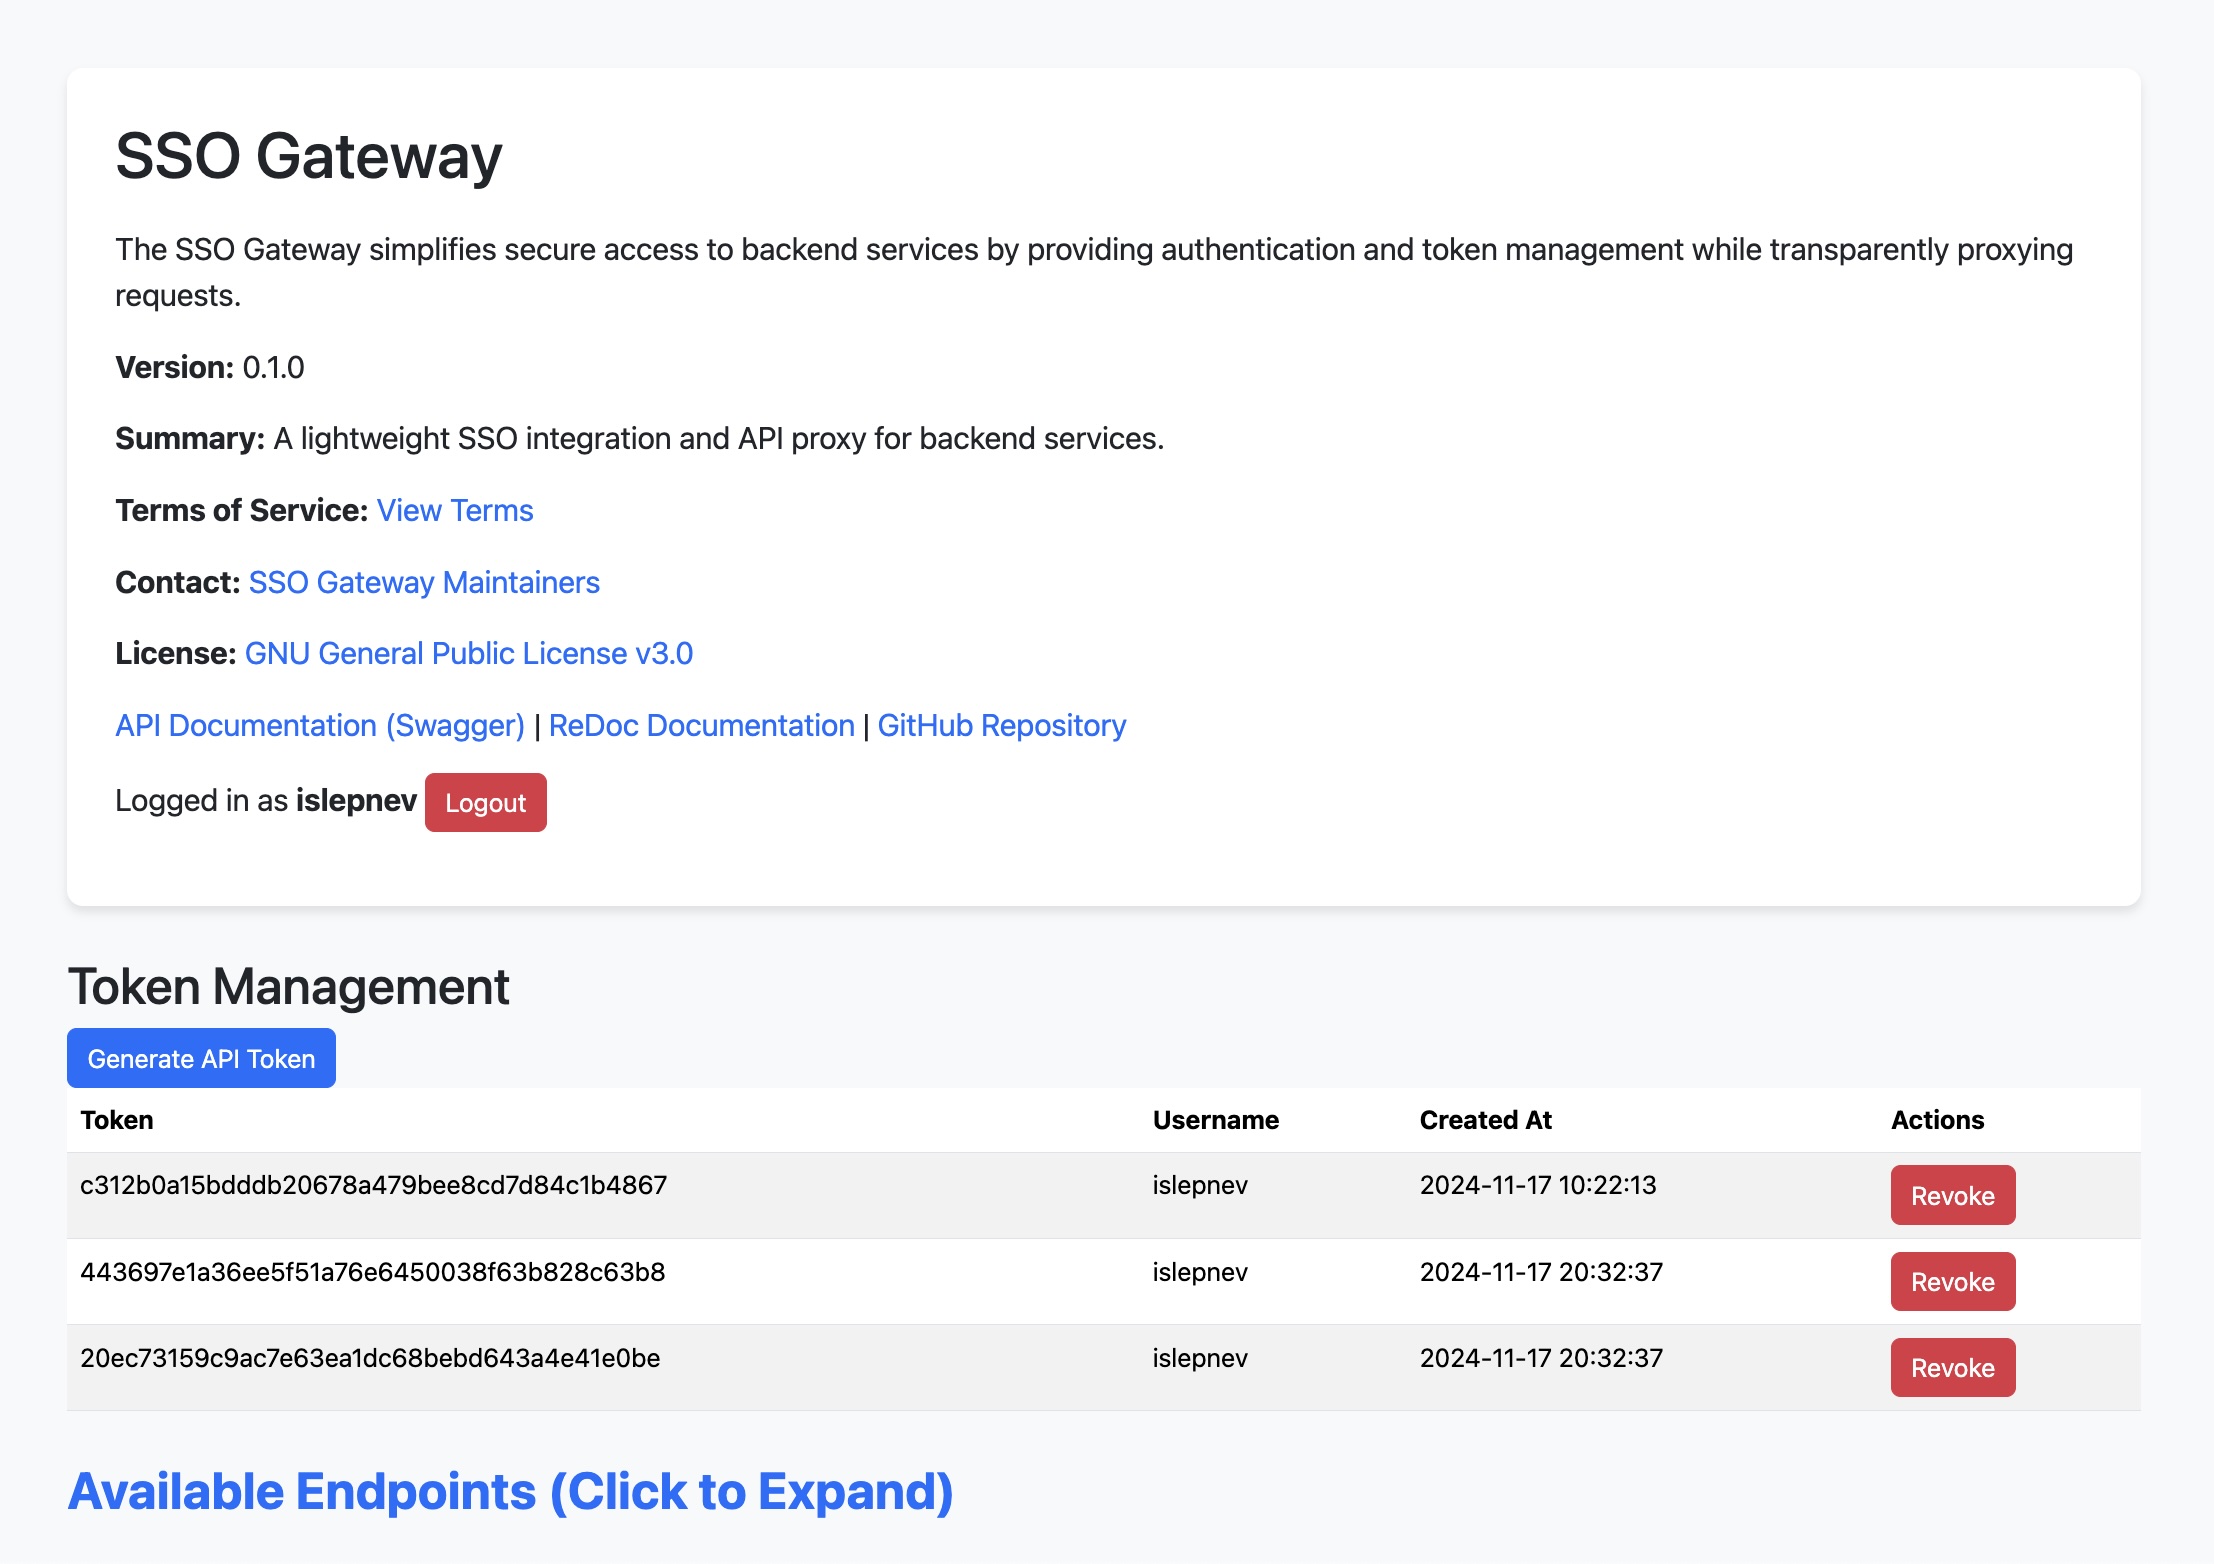 SSO Gateway
The SSO Gateway simplifies secure access to backend services by providing authentication and token management while transparently proxying
requests.
Version: 0.1.0
Summary: A lightweight SSO integration and API proxy for backend services.
Terms of Service: View Terms
Contact: SSO Gateway Maintainers
License: GNU General Public License v3.0
API Documentation (Swagger) | ReDoc Documentation | GitHub Repository
Logged in as islepnev Logout
Token Management
Generate API Token
Token Username Created At Actions
c312b0a15bdddb20678a479bee8cd7d84c1b4867 islepnev 2024-11-17 10:22:13 Revoke
443697e1a36ee5f51a76e6450038f63b828c63b8 islepnev 2024-11-17 20:32:37 Revoke
20ec73159c9ac7e63ea1dc68bebd643a4e41e0be islepnev 2024-11-17 20:32:37 Revoke
Available Endpoints (Click to Expand)